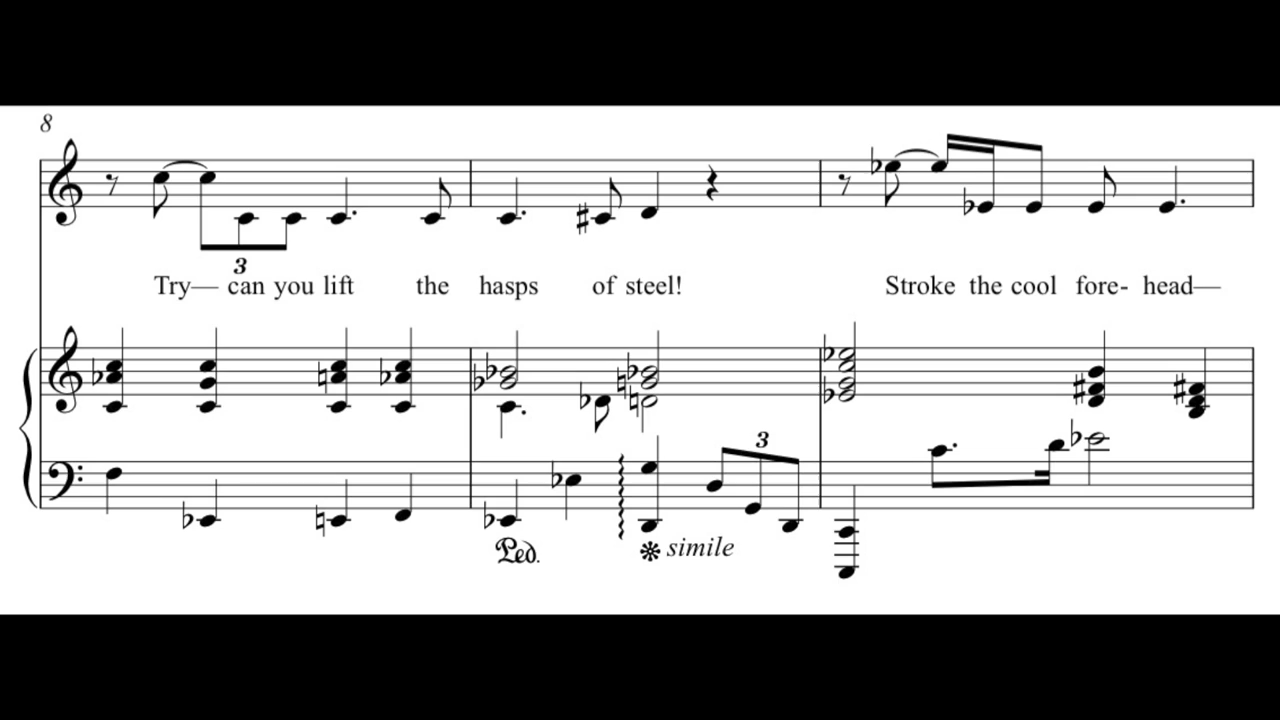 8
3
Try— can you lift the hasps of steel! Stroke the cool fore- head—
3
Ped. simile